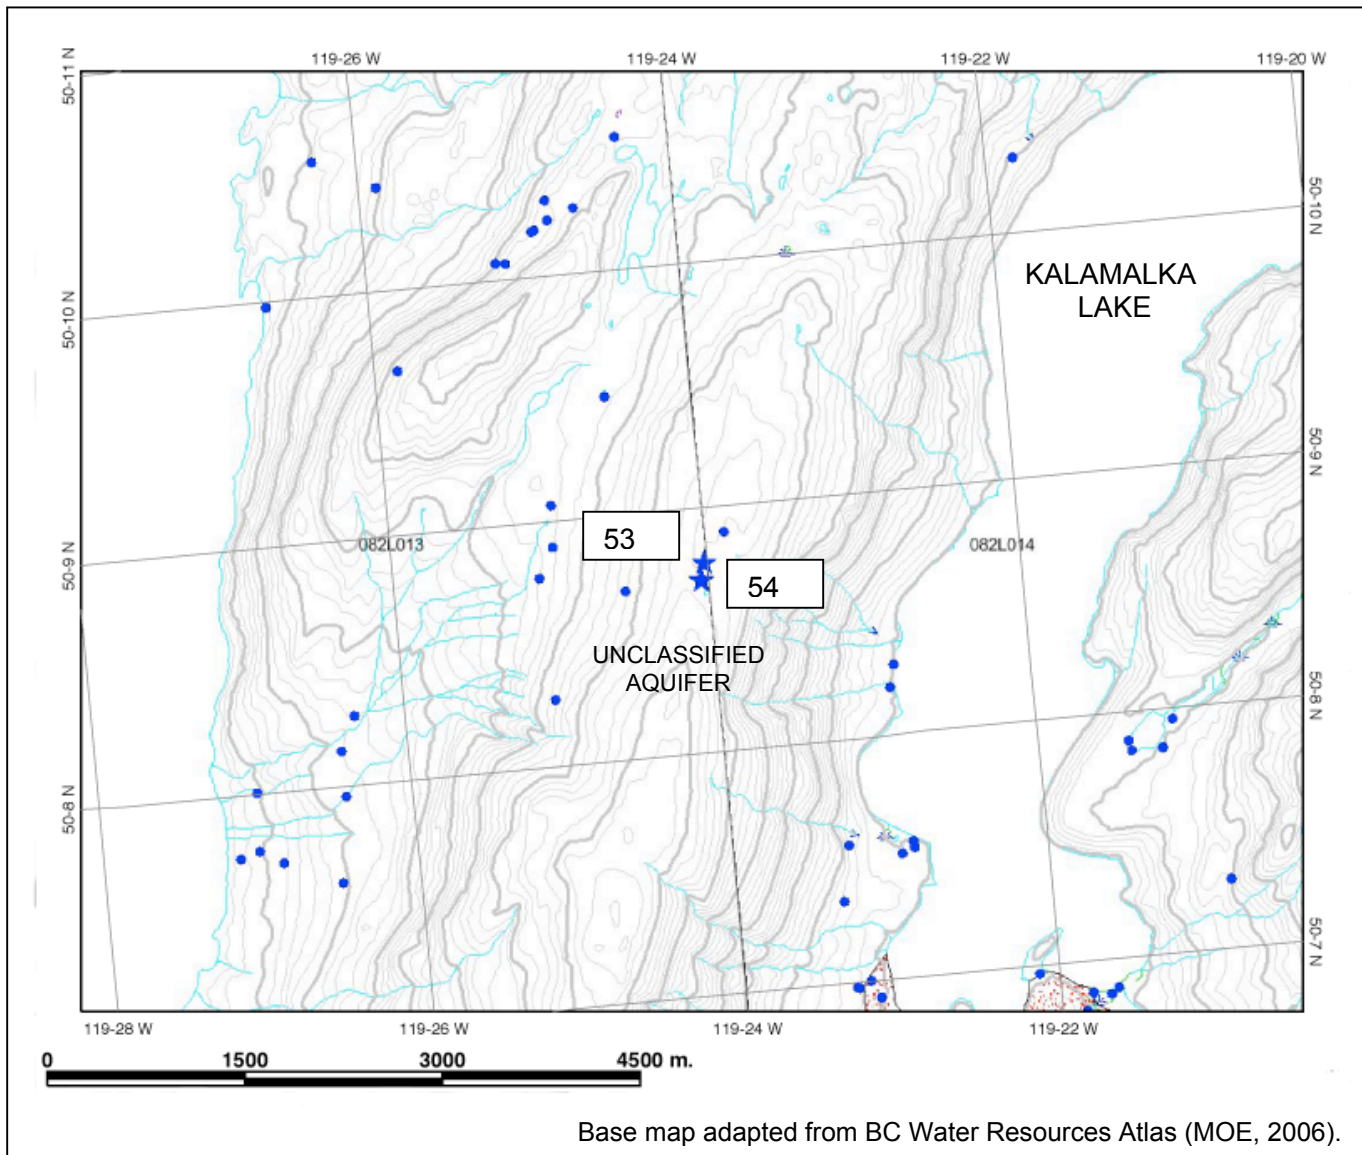 119-26 W
119-24 W
119-22 W
119-20 W
50-11 N
50-10 N
50-10 N
KALAMALKA
LAKE
50-9 N
53
082L013
082L014
50-9 N
54
UNCLASSIFIED
AQUIFER
50-8 N
50-8 N
50-7 N
119-28 W
119-26 W
119-24 W
119-22 W
0
1500
3000
4500 m.
Base map adapted from BC Water Resources Atlas (MOE, 2006).